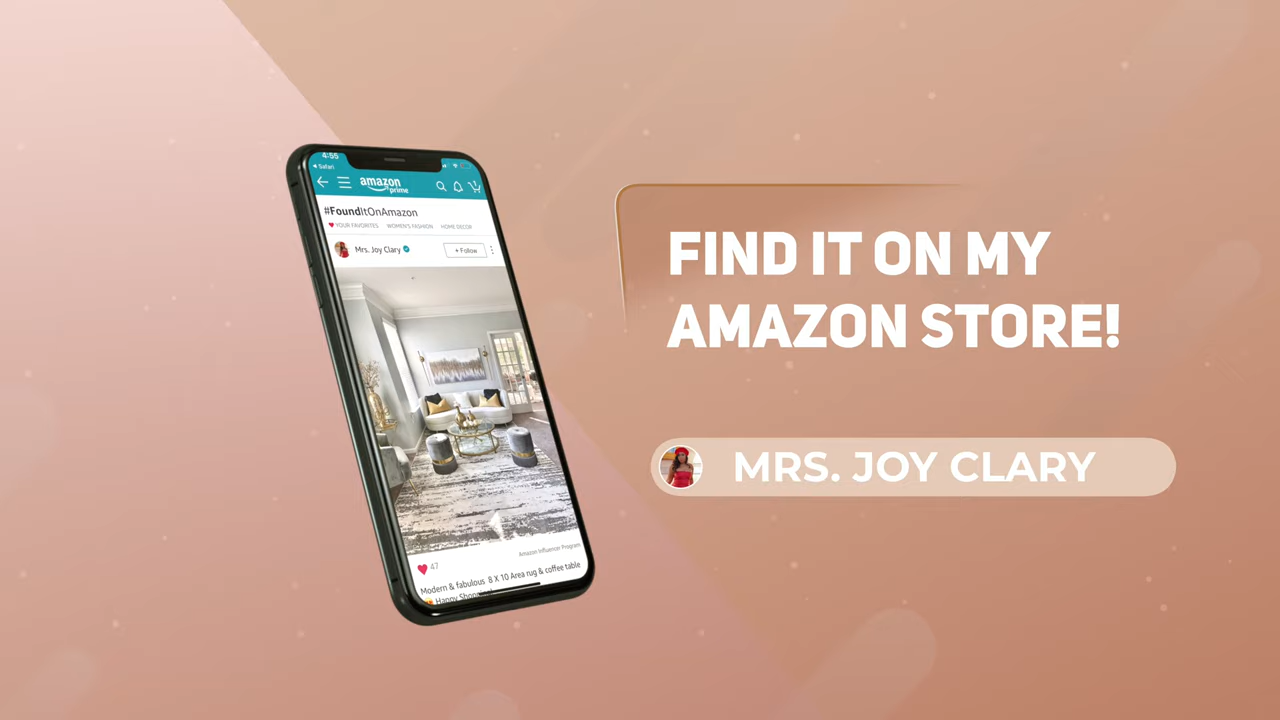 4:55
Safari
amazon
prime
#FoundItOnAmazon
YOUR FAVORITES WOMEN'S FASHION HOME DECOR
Mrs. Joy Clary
+ Follow
47
Amazon Influencer Program
Modern & fabulous 8 X 10 Area rug & coffee table
Happy
FIND IT ON MY
AMAZON STORE!
MRS. JOY CLARY